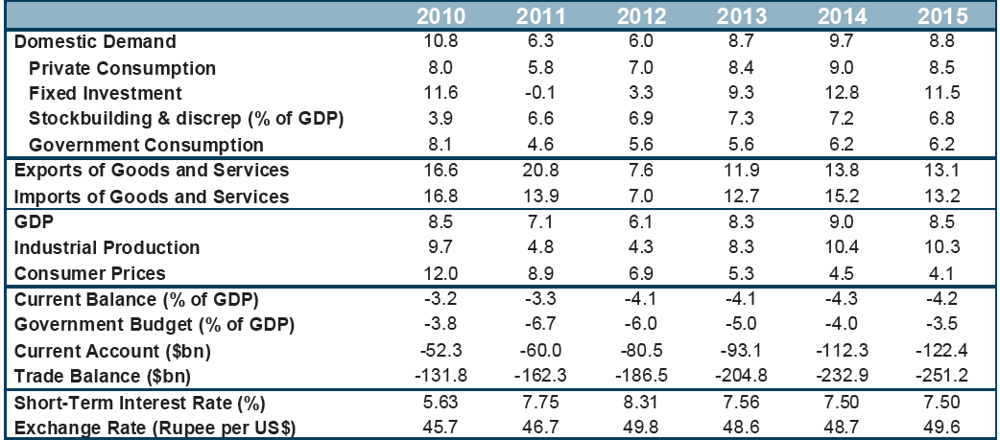 2010 2011 2012 2013 2014 2015
Domestic Demand 10.8 6.3 6.0 8.7 9.7 8.8
Private Consumption 8.0 5.8 7.0 8.4 9.0 8.5
Fixed Investment 11.6 -0.1 3.3 9.3 12.8 11.5
Stockbuilding & discrep (% of GDP) 3.9 6.6 6.9 7.3 7.2 6.8
Government Consumption 8.1 4.6 5.6 5.6 6.2 6.2
Exports of Goods and Services 16.6 20.8 7.6 11.9 13.8 13.1
Imports of Goods and Services 16.8 13.9 7.0 12.7 15.2 13.2
GDP 8.5 7.1 6.1 8.3 9.0 8.5
Industrial Production 9.7 4.8 4.3 8.3 10.4 10.3
Consumer Prices 12.0 8.9 6.9 5.3 4.5 4.1
Current Balance (% of GDP) -3.2 -3.3 -4.1 -4.1 -4.3 -4.2
Government Budget (% of GDP) -3.8 -6.7 -6.0 -5.0 -4.0 -3.5
Current Account ($bn) -52.3 -60.0 -80.5 -93.1 -112.3 -122.4
Trade Balance ($bn) -131.8 -162.3 -186.5 -204.8 -232.9 -251.2
Short-Term Interest Rate (%) 5.63 7.75 8.31 7.56 7.50 7.50
Exchange Rate (Rupee per US$) 45.7 46.7 49.8 48.6 48.7 49.6